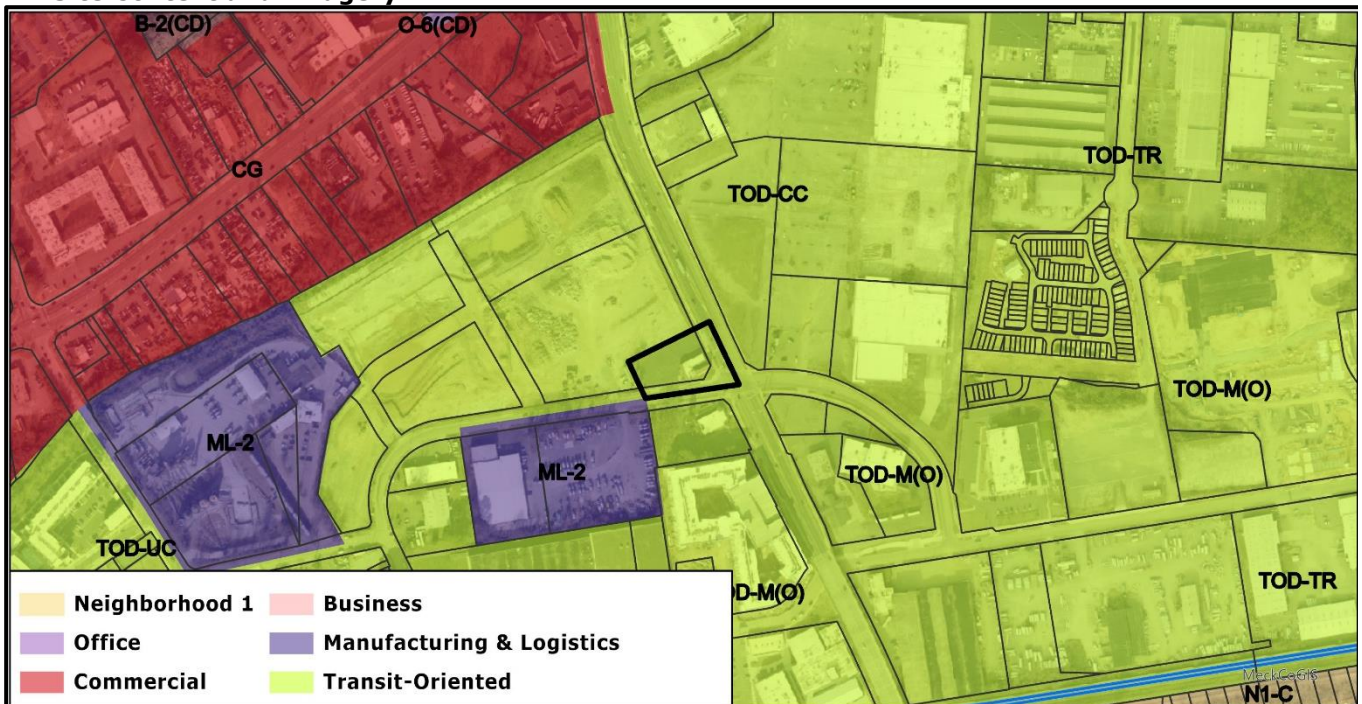 B-2(CD)
O-6(CD)
CG
TOD-TR
TOD-CC
TOD-M(O)
ML-2
ML-2
TOD-M(O)
TOD-UC
TOD-TR
D-M(O)
Neighborhood 1
Business
Office
Manufacturing & Logistics
Commercial
Transit-Oriented
MeckCoGIS
N1-C